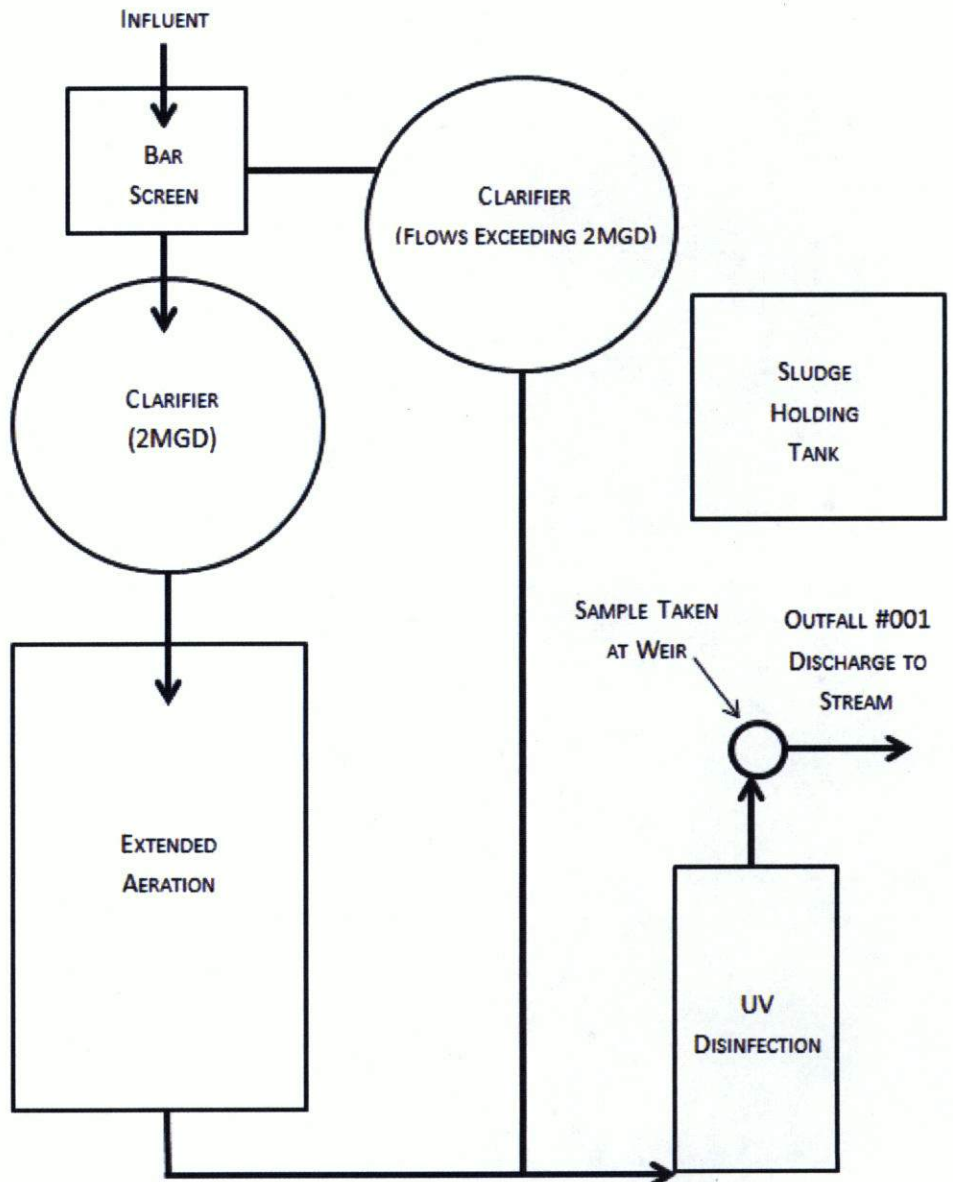 INFLUENT
BAR
SCREEN
CLARIFIER
(FLOWS EXCEEDING 2MGD)
CLARIFIER
(2MGD)
SLUDGE
HOLDING
TANK
SAMPLE TAKEN
AT WEIR
OUTFALL #001
DISCHARGE TO
STREAM
EXTENDED
AERATION
UV
DISINFECTION